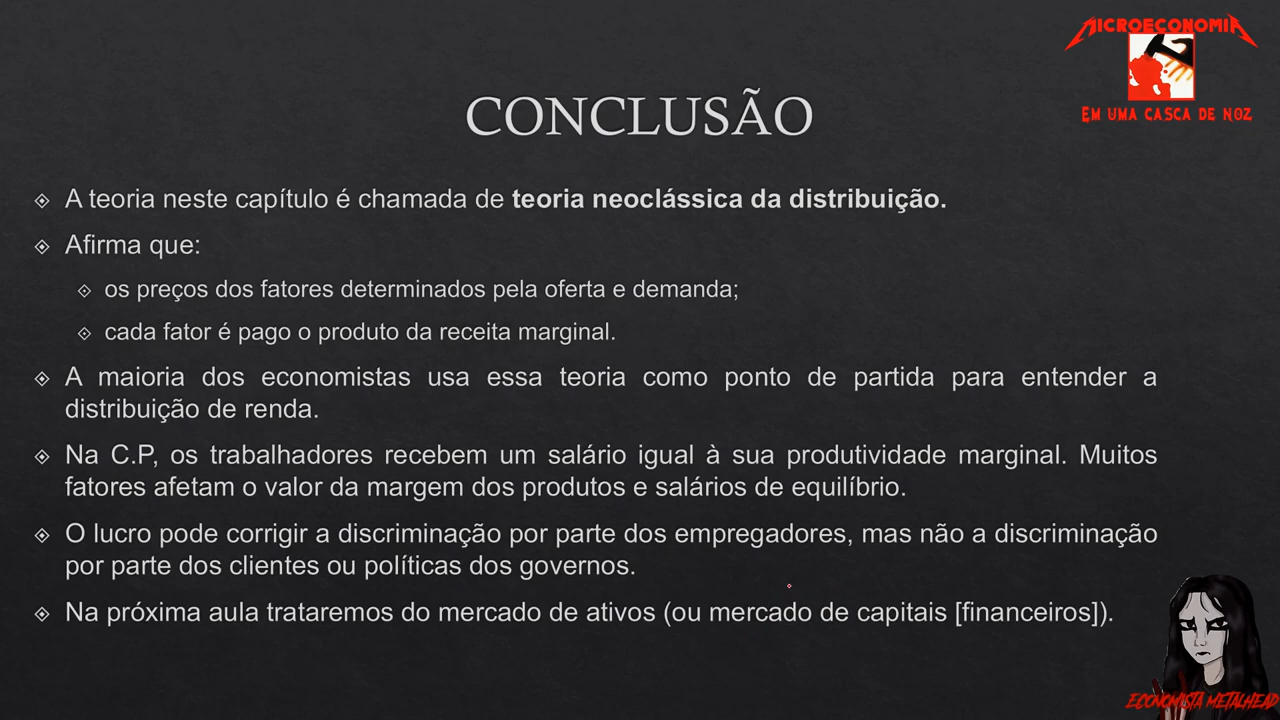 MICROECONOMIA
EM UMA CASCA DE NOZ
CONCLUSÃO
A teoria neste capítulo é chamada de teoria neoclássica da distribuição.
Afirma que:
os preços dos fatores determinados pela oferta e demanda;
cada fator é pago o produto da receita marginal.
A maioria dos economistas usa essa teoria como ponto de partida para entender a
distribuição de renda.
Na C.P, os trabalhadores recebem um salário igual à sua produtividade marginal. Muitos
fatores afetam o valor da margem dos produtos e salários de equilíbrio.
O lucro pode corrigir a discriminação por parte dos empregadores, mas não a discriminação
por parte dos clientes ou políticas dos governos.
Na próxima aula trataremos do mercado de ativos (ou mercado de capitais [financeiros]).
ECONOMISTA METALHEAD